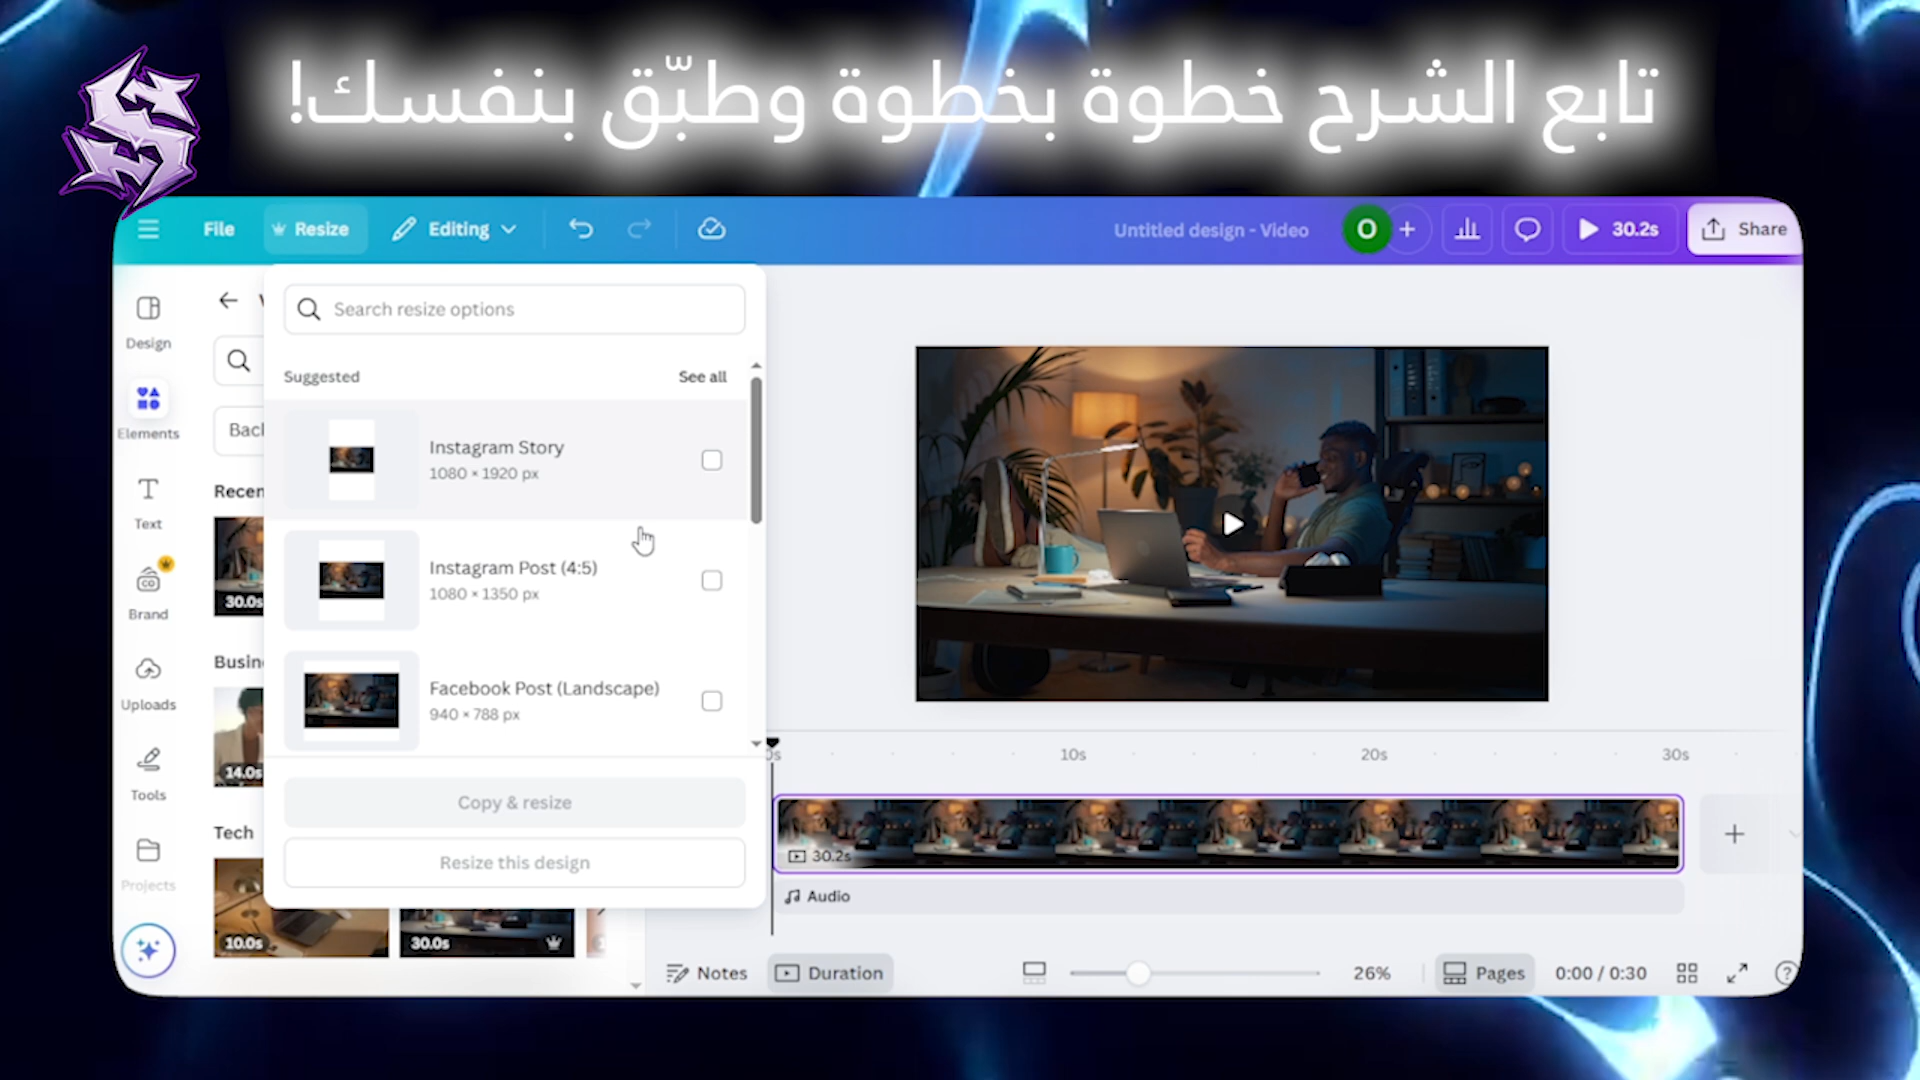 تابع الشرح خطوة بخطوة وطبّق بنفسك!
File
Resize
Editing
Untitled design - Video
O
30.2s
Share
Search resize options
Design
Suggested
See all
Elements
Back
Instagram Story
1080 × 1920 px
Text
Recen
30.0s
Instagram Post (4:5)
1080 × 1350 px
Brand
Busin
Facebook Post (Landscape)
940 × 788 px
Uploads
14.0s
Tools
10s
20s
30s
Copy & resize
Tech
Resize this design
30.2s
Projects
Audio
10.0s
30.0s
Notes
Duration
26%
Pages
0:00 / 0:30